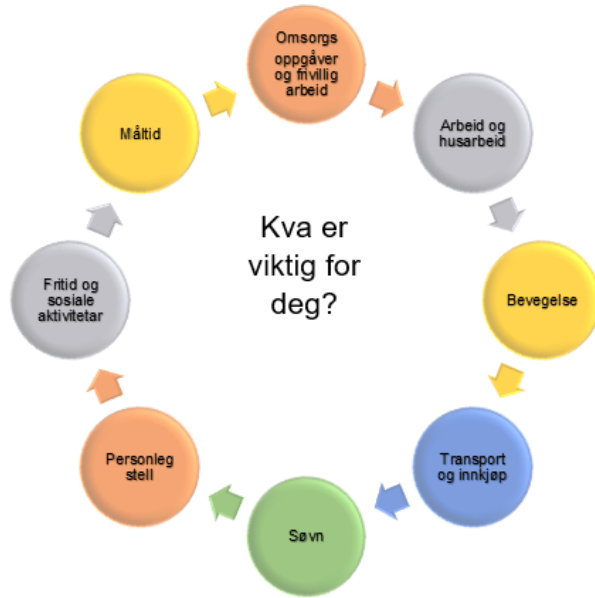 Omsorgs
oppgåver
og frivillig
arbeid
Arbeid og
husarbeid
Bevegelse
Transport
og innkjøp
Søvn
Personleg
stell
Fritid og
sosiale
aktivitetar
Måltid
Kva er
viktig for
deg?